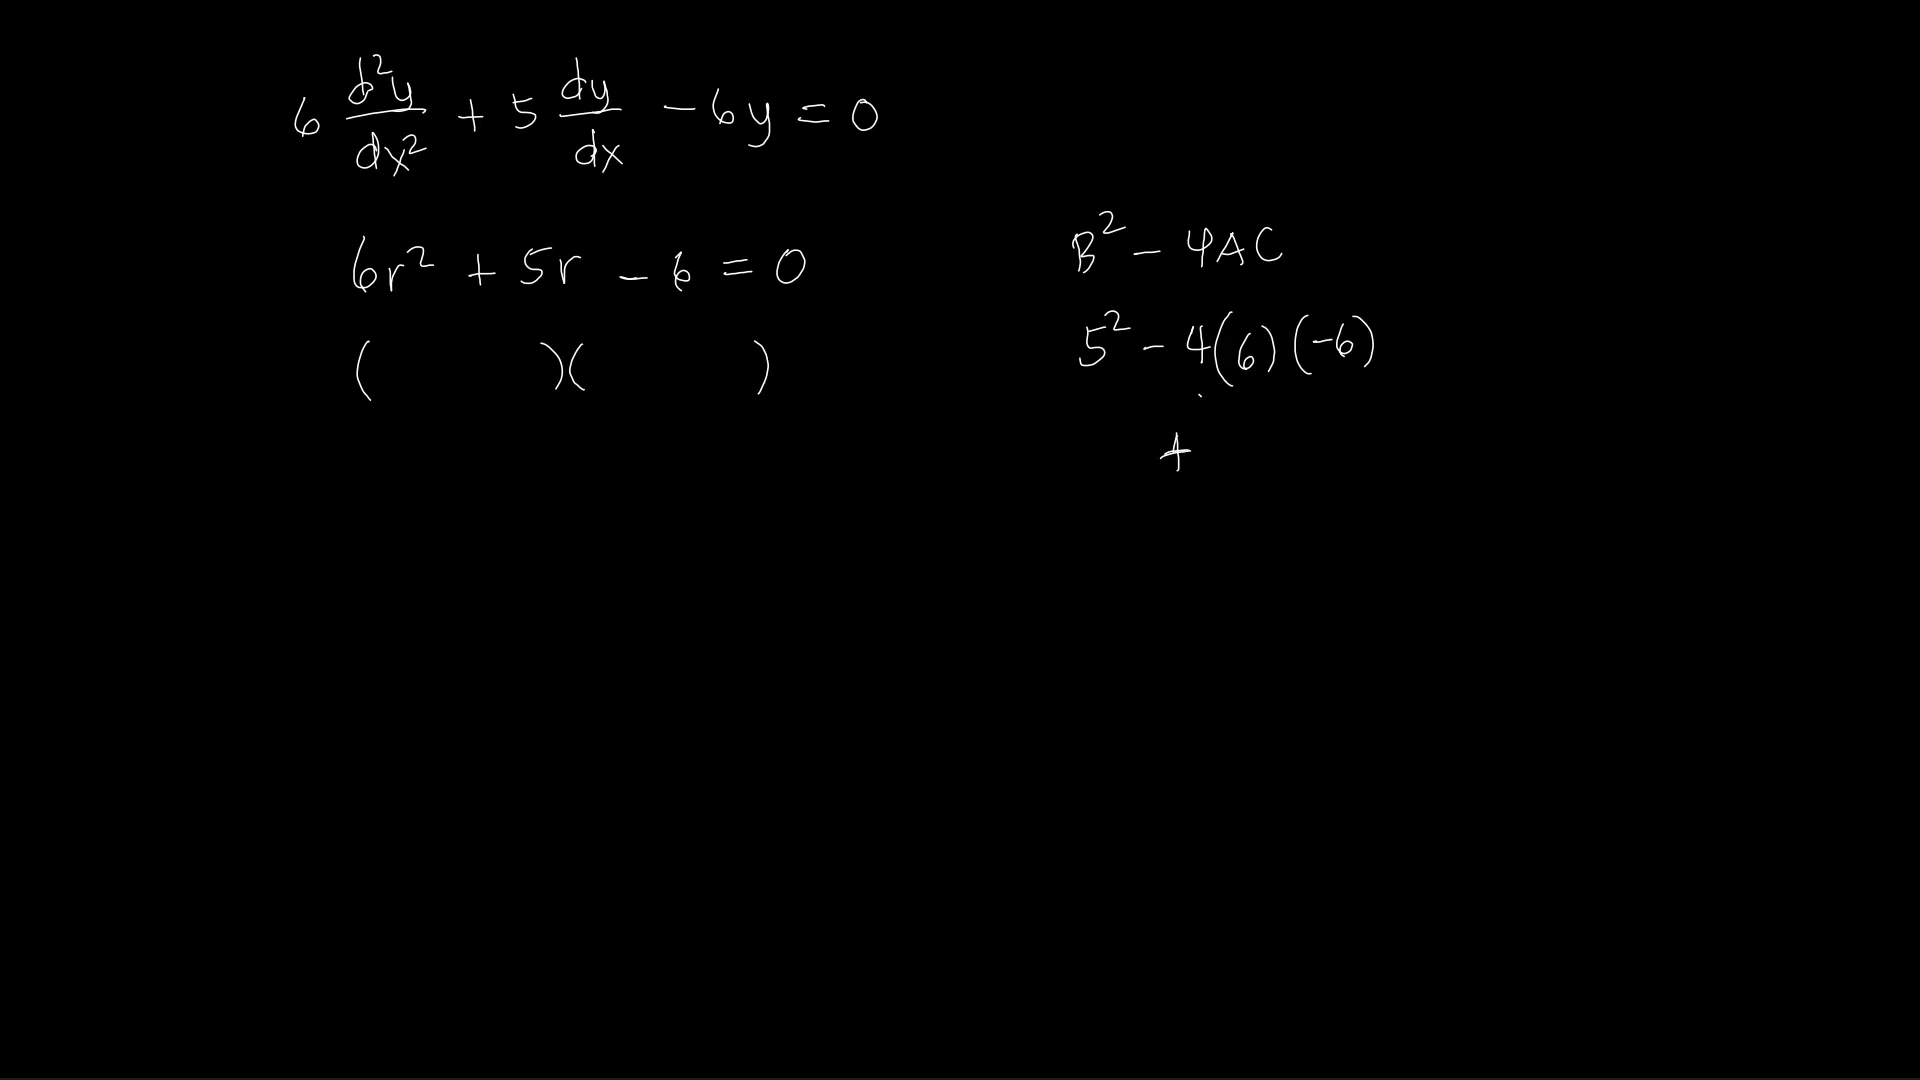 6 d²y/dx² + 5 dy/dx - 6y = 0
6r² + 5r - 6 = 0
( )( )
B² - 4AC
5² - 4(6)(-6)
+